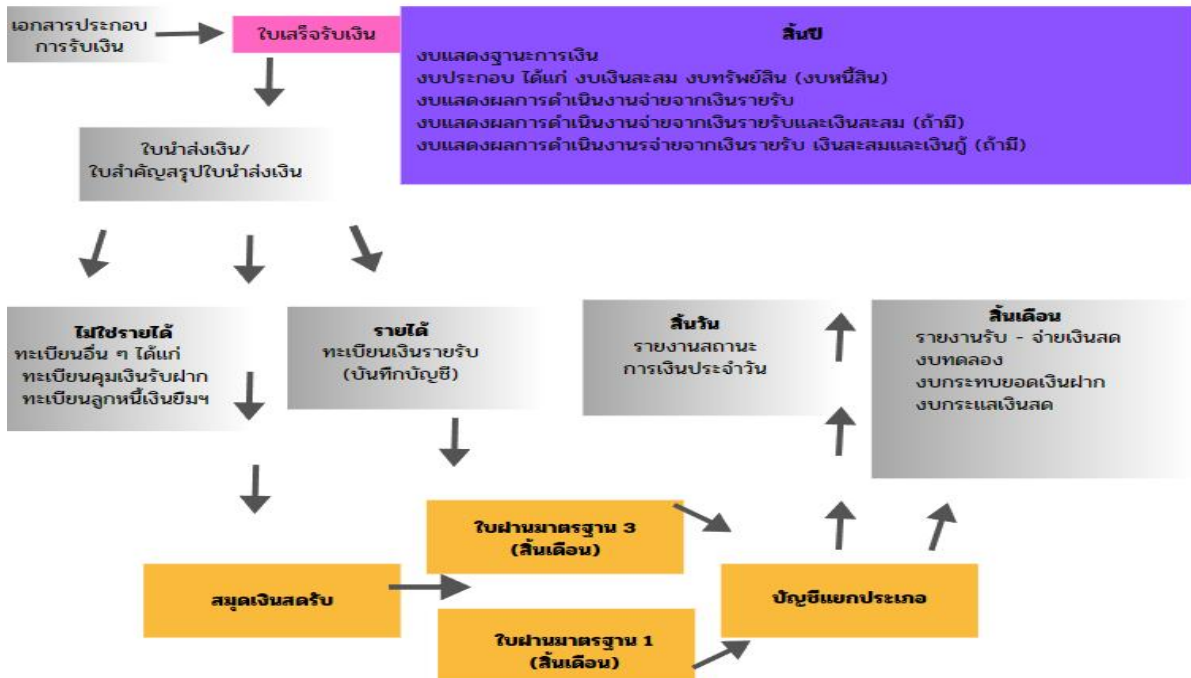 เอกสารประกอบ
การรับเงิน
ใบเสร็จรับเงิน
สิ้นปี
งบแสดงฐานะการเงิน
งบประกอบ ได้แก่ งบเงินสะสม งบทรัพย์สิน (งบหนี้สิน)
งบแสดงผลการดำเนินงานจ่ายจากเงินรายรับ
งบแสดงผลการดำเนินงานจ่ายจากเงินรายรับและเงินสะสม (ถ้ามี)
งบแสดงผลการดำเนินงานรจ่ายจากเงินรายรับ เงินสะสมและเงินกู้ (ถ้ามี)
ใบนำส่งเงิน/
ใบสำคัญสรุปใบนำส่งเงิน
ไม่ใช่รายได้
ทะเบียนอื่น ๆ ได้แก่
ทะเบียนคุมเงินรับฝาก
ทะเบียนลูกหนี้เงินยืมฯ
รายได้
ทะเบียนเงินรายรับ
(บันทึกบัญชี)
สิ้นวัน
รายงานสถานะ
การเงินประจำวัน
สิ้นเดือน
รายงานรับ - จ่ายเงินสด
งบทดลอง
งบกระทบยอดเงินฝาก
งบกระแสเงินสด
ใบผ่านมาตรฐาน 3
(สิ้นเดือน)
สมุดเงินสดรับ
บัญชีแยกประเภอ
ใบผ่านมาตรฐาน 1
(สิ้นเดือน)